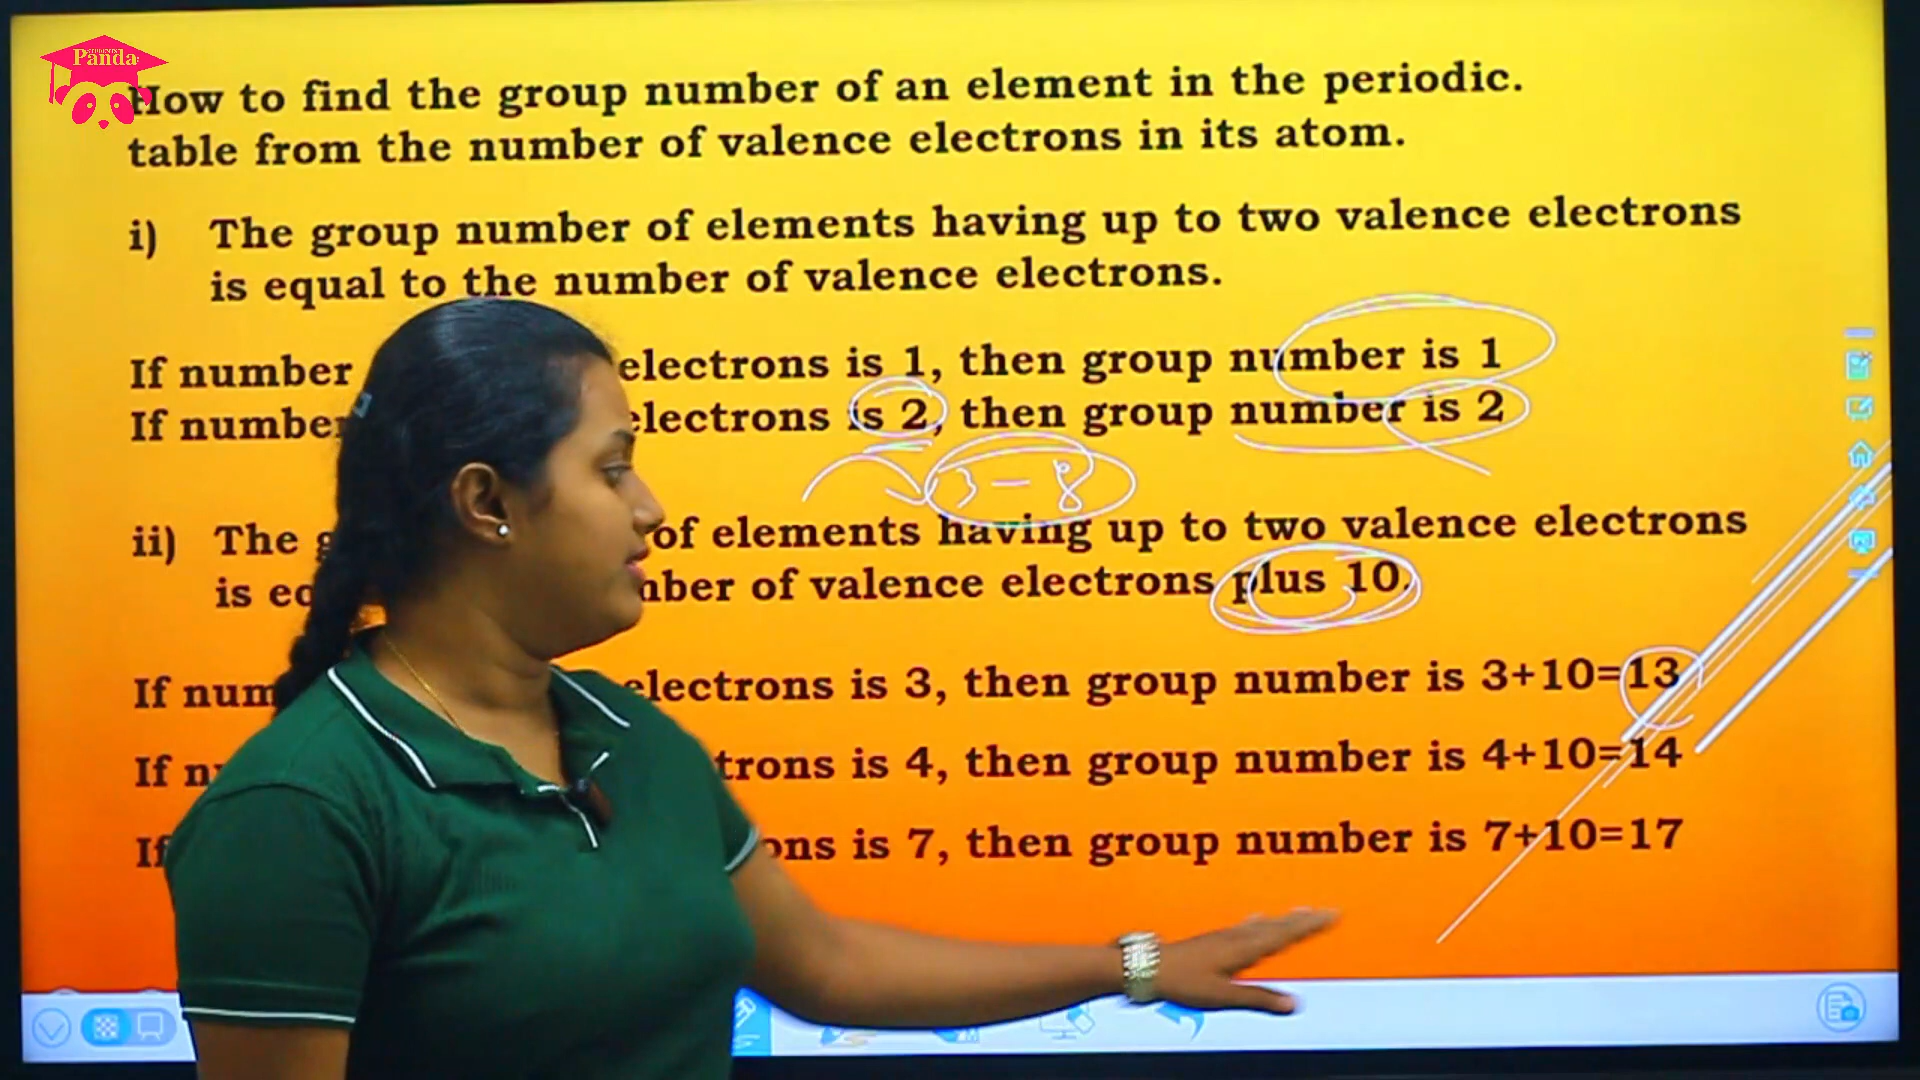 STUDENTS
Panda
How to find the group number of an element in the periodic.
table from the number of valence electrons in its atom.
i) The group number of elements having up to two valence electrons
is equal to the number of valence electrons.
If number electrons is 1, then group number is 1
If number electrons is 2, then group number is 2
3 - 8
ii) The of elements having up to two valence electrons
is of valence electrons plus 10.
If electrons is 3, then group number is 3+10=13
If is 4, then group number is 4+10=14
If is 7, then group number is 7+10=17